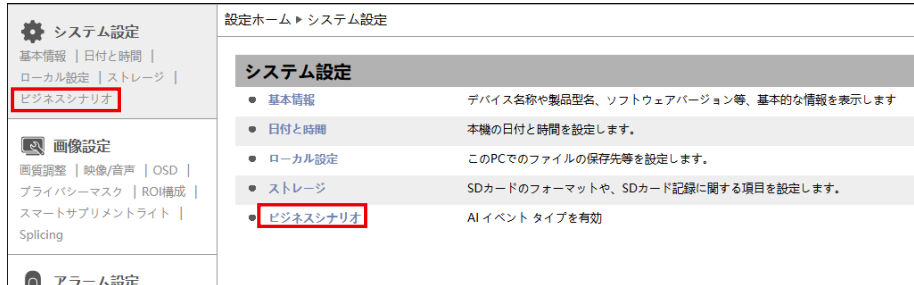 システム設定
基本情報 | 日付と時間 |
ローカル設定 | ストレージ |
ビジネスシナリオ
画像設定
画質調整 | 映像/音声 | OSD |
プライバシーマスク | ROI構成 |
スマートサプリメントライト |
Splicing
アラーム設定
設定ホーム ▸ システム設定
システム設定
● 基本情報 デバイス名称や製品型名、ソフトウェアバージョン等、基本的な情報を表示します
● 日付と時間 本機の日付と時間を設定します。
● ローカル設定 このPCでのファイルの保存先等を設定します。
● ストレージ SDカードのフォーマットや、SDカード記録に関する項目を設定します。
● ビジネスシナリオ AI イベント タイプを有効